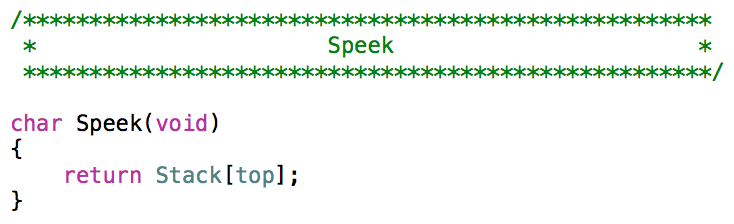 /****************************************************
 *                      Speek                       *
 ****************************************************/
char Speek(void)
{
    return Stack[top];
}